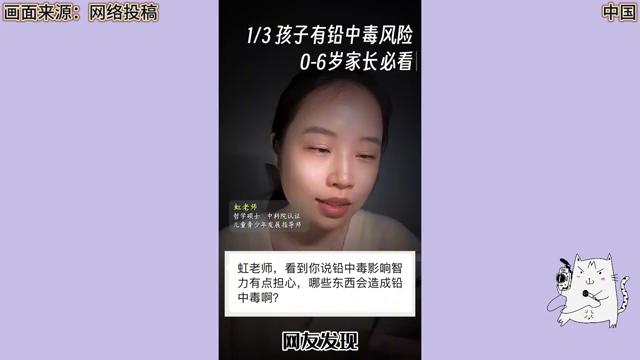 画面来源：网络投稿
中国
1/3 孩子有铅中毒风险
0-6岁家长必看
虹老师
哲学硕士 中科院认证
儿童青少年发展指导师
虹老师，看到你说铅中毒影响智
力有点担心，哪些东西会造成铅
中毒啊？
网友发现